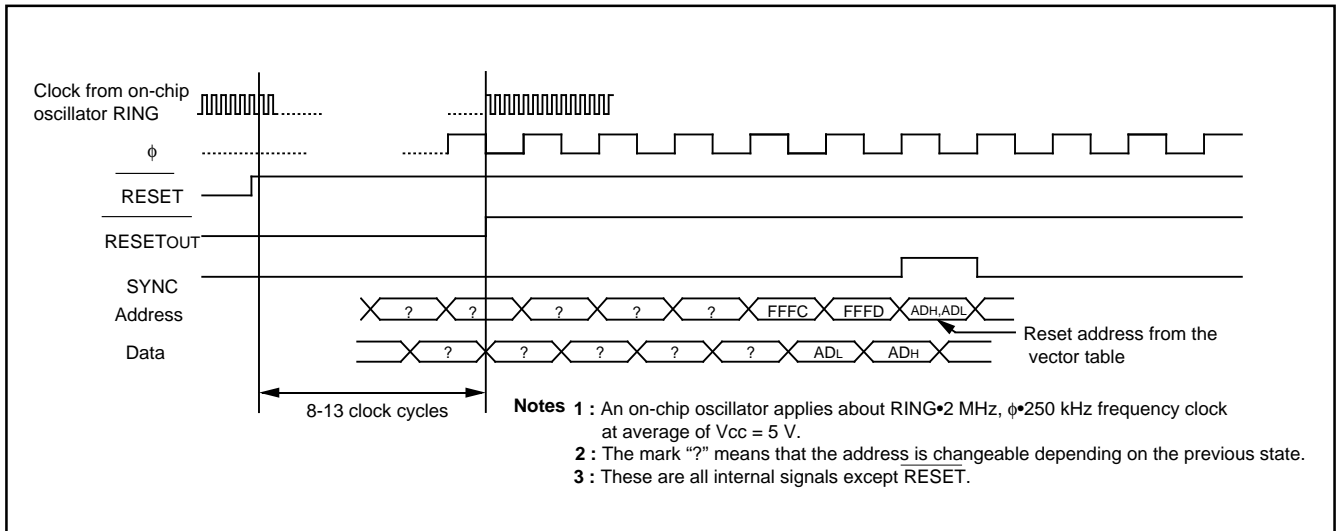 Clock from on-chip
oscillator RING
ϕ
RESET
RESETOUT
SYNC
Address
? ? ? ? ? FFFC FFFD ADH,ADL
Reset address from the
vector table
Data
? ? ? ? ? ADL ADH
8-13 clock cycles
Notes 1 : An on-chip oscillator applies about RING•2 MHz, ϕ•250 kHz frequency clock
at average of Vcc = 5 V.
2 : The mark “?” means that the address is changeable depending on the previous state.
3 : These are all internal signals except RESET.